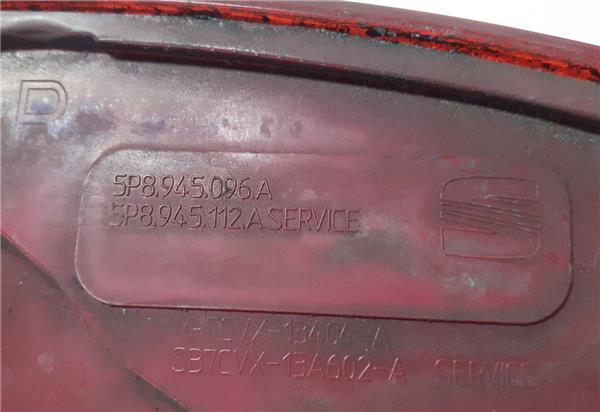 D
5P8.945.096.A
5P8.945.112.A SERVICE
SB7CVX-13A602-A SERVICE